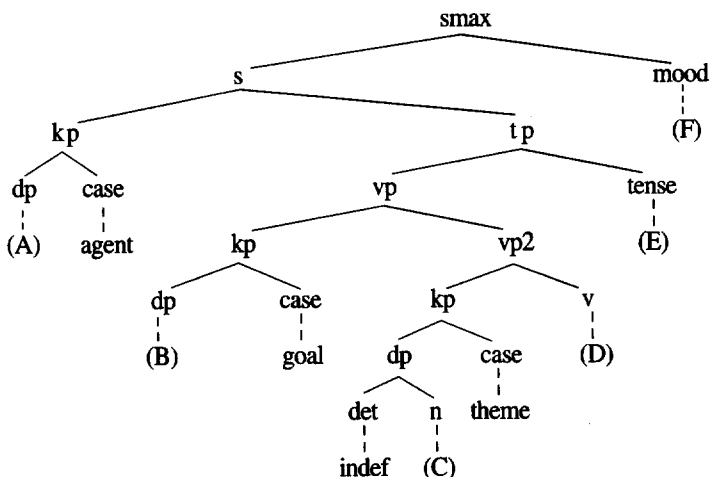 smax
s mood
kp tp (F)
dp case vp tense
(A) agent kp vp2 (E)
dp case kp v
(B) goal dp case (D)
det n theme
indef (C)